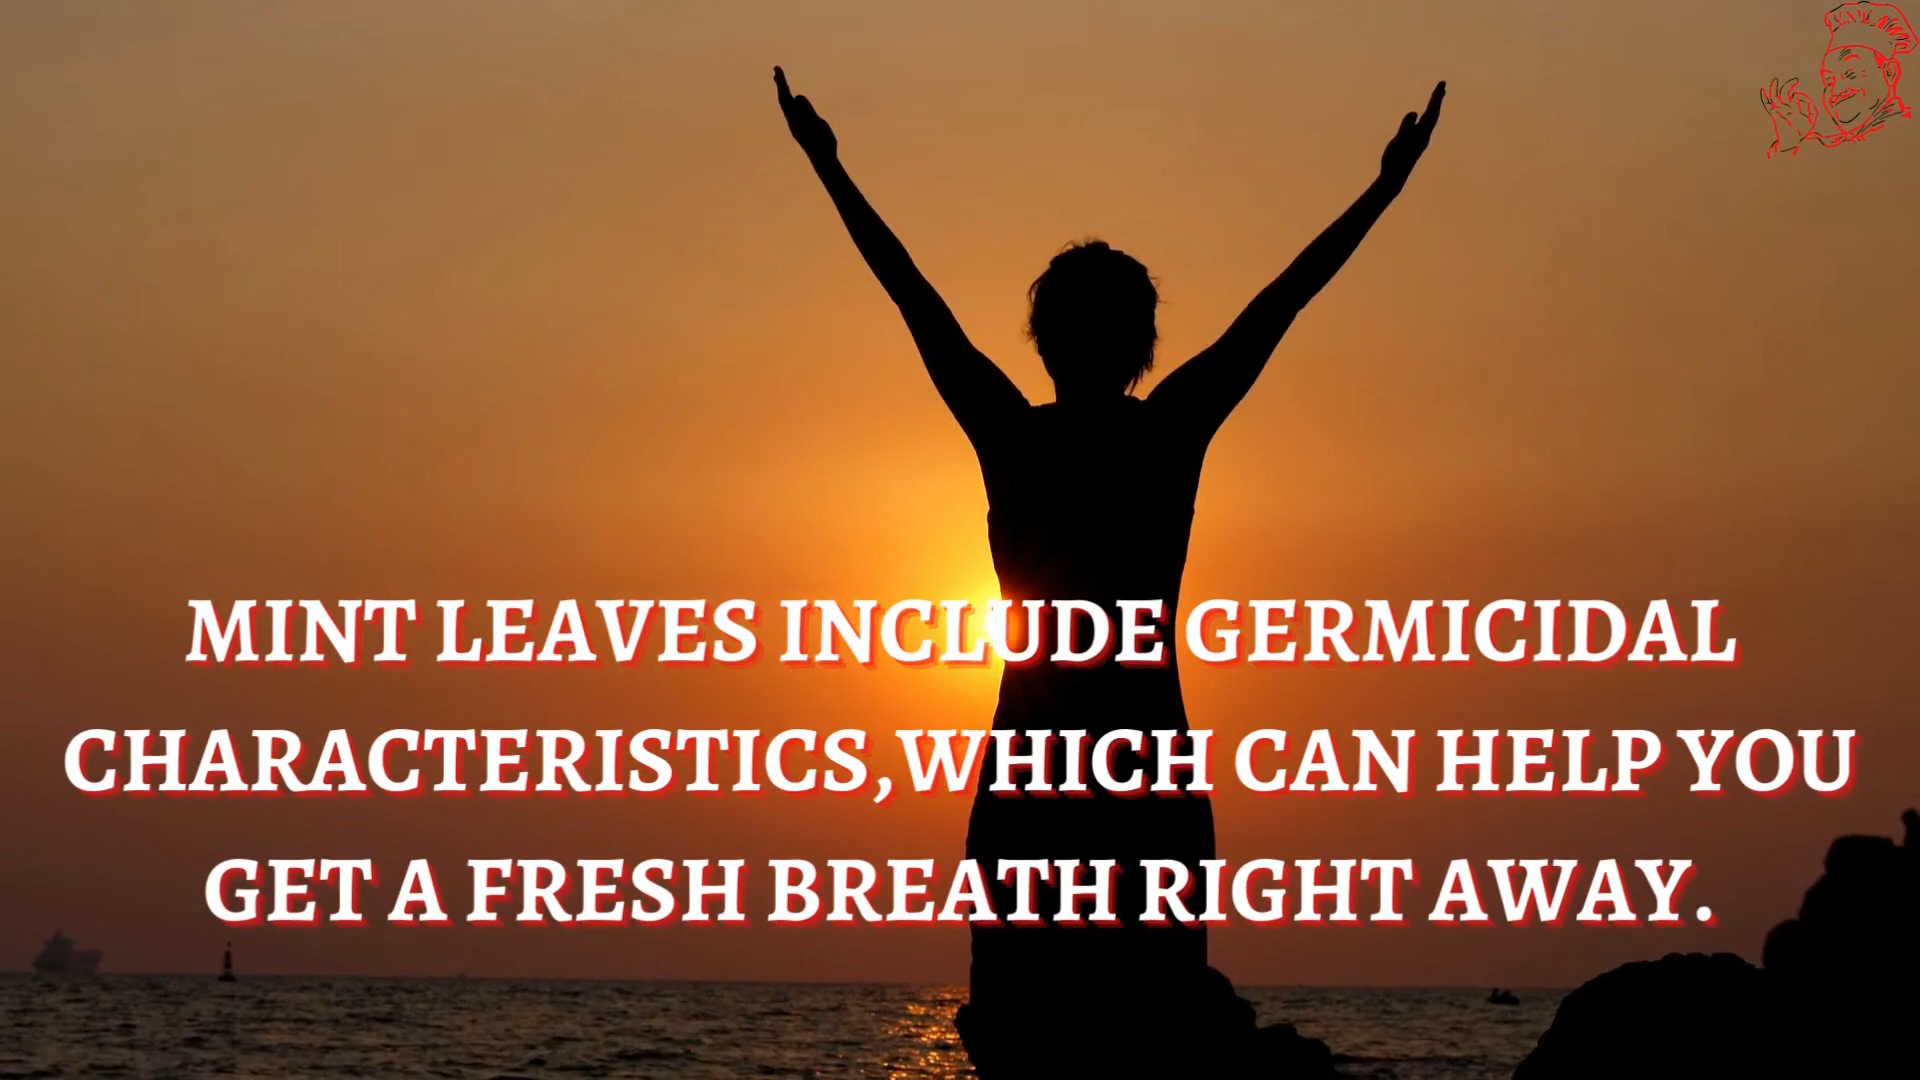 MINT LEAVES INCLUDE GERMICIDAL
CHARACTERISTICS,WHICH CAN HELP YOU
GET A FRESH BREATH RIGHT AWAY.